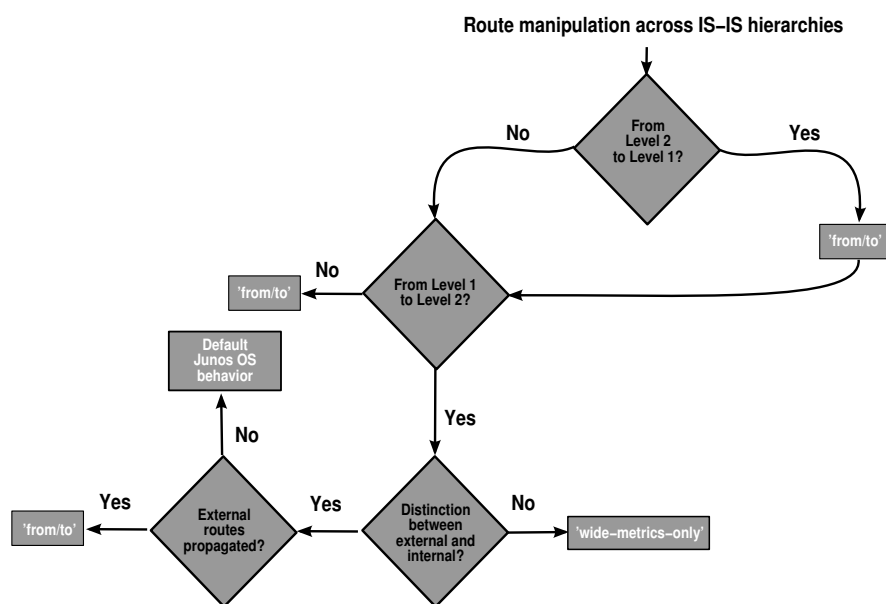 Route manipulation across IS−IS hierarchies
From
Level 2
to Level 1?
No
Yes
'from/to'
From Level 1
to Level 2?
No
'from/to'
Default
Junos OS
behavior
Yes
No
Distinction
between
external and
internal?
No
'wide−metrics−only'
Yes
External
routes
propagated?
Yes
'from/to'